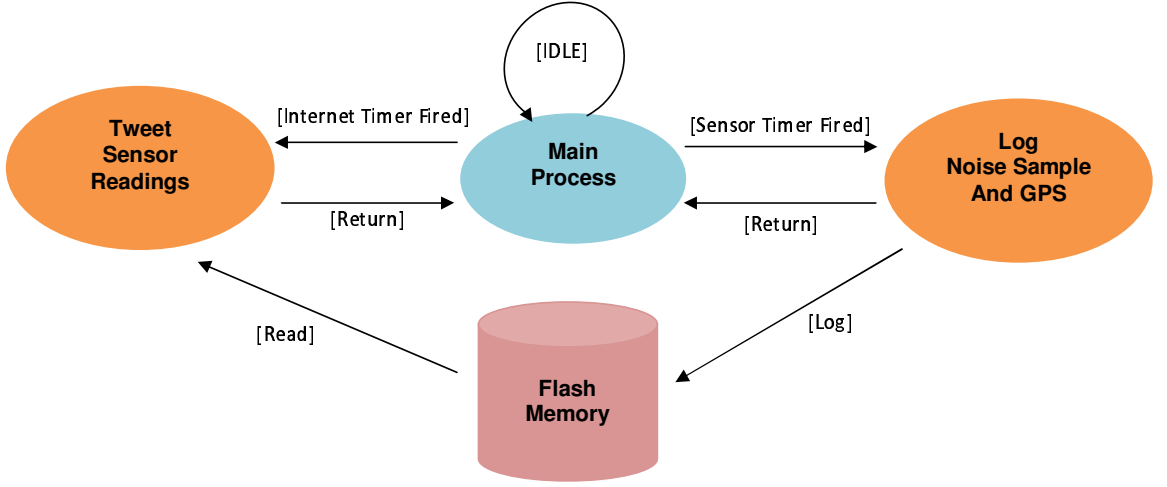 [IDLE]
[Internet Timer Fired]
[Sensor Timer Fired]
Tweet
Sensor
Readings
Main
Process
Log
Noise Sample
And GPS
[Return]
[Return]
[Read]
[Log]
Flash
Memory